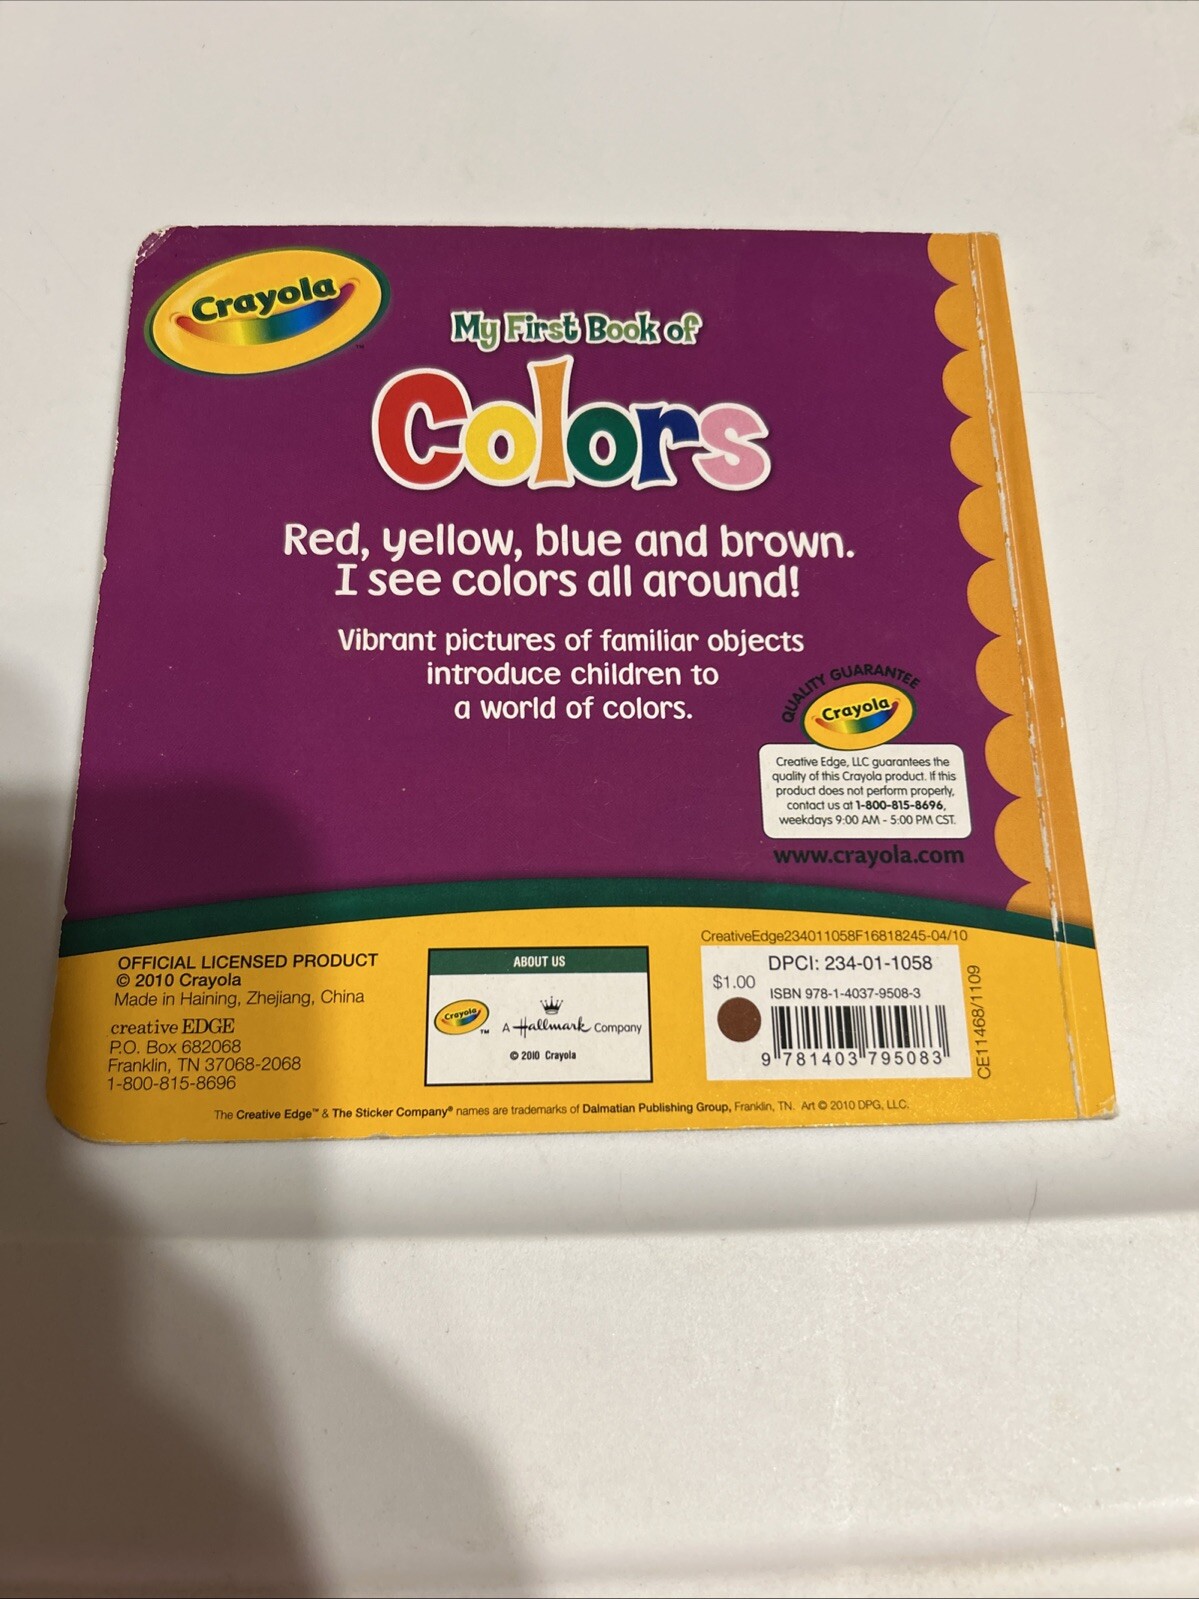 Crayola
™
My First Book of
Colors
Red, yellow, blue and brown.
I see colors all around!
Vibrant pictures of familiar objects
introduce children to
a world of colors.
QUALITY GUARANTEE
Crayola
Creative Edge, LLC guarantees the
quality of this Crayola product. If this
product does not perform properly,
contact us at 1-800-815-8696,
weekdays 9:00 AM - 5:00 PM CST.
www.crayola.com
OFFICIAL LICENSED PRODUCT
© 2010 Crayola
Made in Haining, Zhejiang, China
creative EDGE
P.O. Box 682068
Franklin, TN 37068-2068
1-800-815-8696
ABOUT US
Crayola ™
A Hallmark Company
© 2010 Crayola
CreativeEdge234011058F16818245-04/10
DPCI: 234-01-1058
$1.00
ISBN 978-1-4037-9508-3
9 781403 795083
CE11468/1109
The Creative Edge™ & The Sticker Company® names are trademarks of Dalmatian Publishing Group, Franklin, TN. Art © 2010 DPG, LLC.